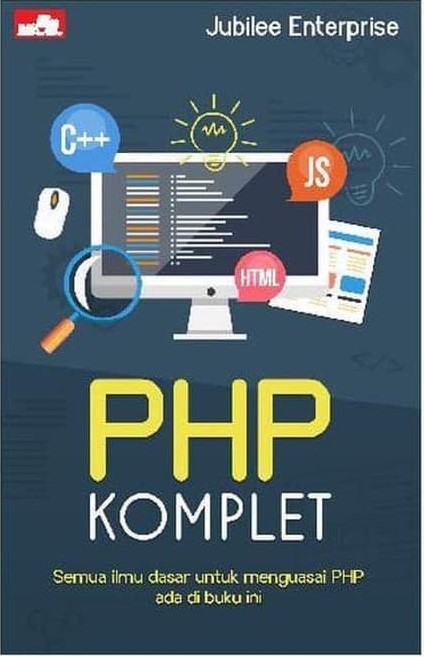 Jubilee Enterprise
C++
JS
HTML
PHP
KOMPLET
Semua ilmu dasar untuk menguasai PHP
ada di buku ini